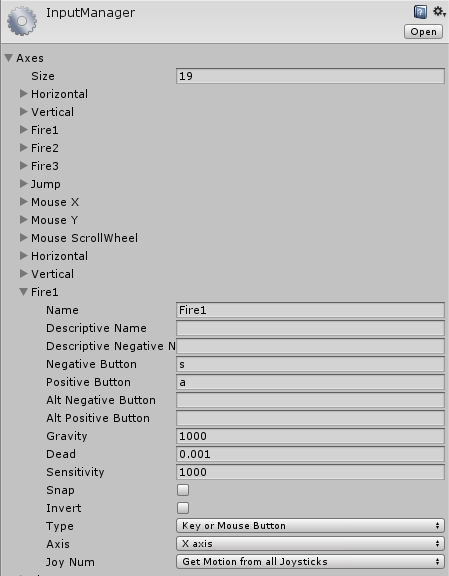 InputManager
Open
Axes
Size 19
Horizontal
Vertical
Fire1
Fire2
Fire3
Jump
Mouse X
Mouse Y
Mouse ScrollWheel
Horizontal
Vertical
Fire1
Name Fire1
Descriptive Name
Descriptive Negative N
Negative Button s
Positive Button a
Alt Negative Button
Alt Positive Button
Gravity 1000
Dead 0.001
Sensitivity 1000
Snap
Invert
Type Key or Mouse Button
Axis X axis
Joy Num Get Motion from all Joysticks